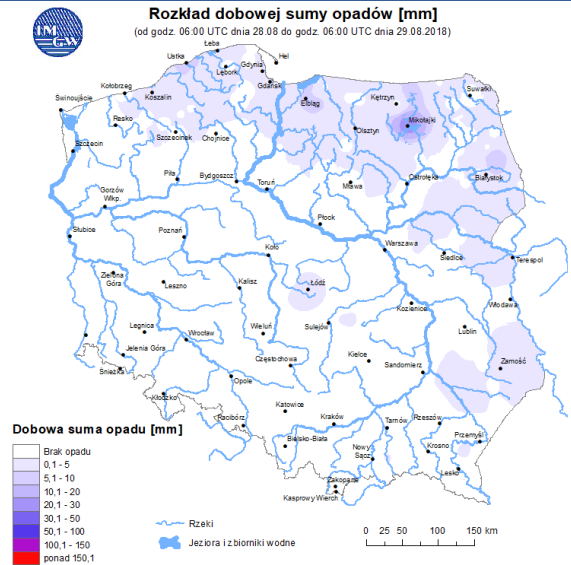 IM
GW
Rozkład dobowej sumy opadów [mm]
(od godz. 06:00 UTC dnia 28.08 do godz. 06:00 UTC dnia 29.08.2018)
Łeba
Ustka
Hel
Gdynia
Lębork
Gdańsk
Suwałki
Kołobrzeg
Koszalin
Elbląg
Kętrzyn
Świnoujście
Resko
Mikołajki
Szczecinek
Chojnice
Olsztyn
Szczecin
Piła
Bydgoszcz
Toruń
Mława
Ostrołęka
Białystok
Gorzów
Wlkp.
Płock
Słubice
Poznań
Warszawa
Koło
Siedlce
Terespol
Zielona
Góra
Leszno
Kalisz
Łódź
Kozienice
Włodawa
Legnica
Wrocław
Wieluń
Sulejów
Lublin
Jelenia Góra
Częstochowa
Kielce
Sandomierz
Zamość
Śnieżka
Opole
Kłodzko
Katowice
Racibórz
Kraków
Tarnów
Rzeszów
Przemyśl
Bielsko-Biała
Nowy
Sącz
Krosno
Lesko
Zakopane
Kasprowy Wierch
Dobowa suma opadu [mm]
Brak opadu
0,1 - 5
5,1 - 10
10,1 - 20
20,1 - 30
30,1 - 50
50,1 - 100
100,1 - 150
ponad 150,1
Rzeki
Jeziora i zbiorniki wodne
0 25 50 100 150 km